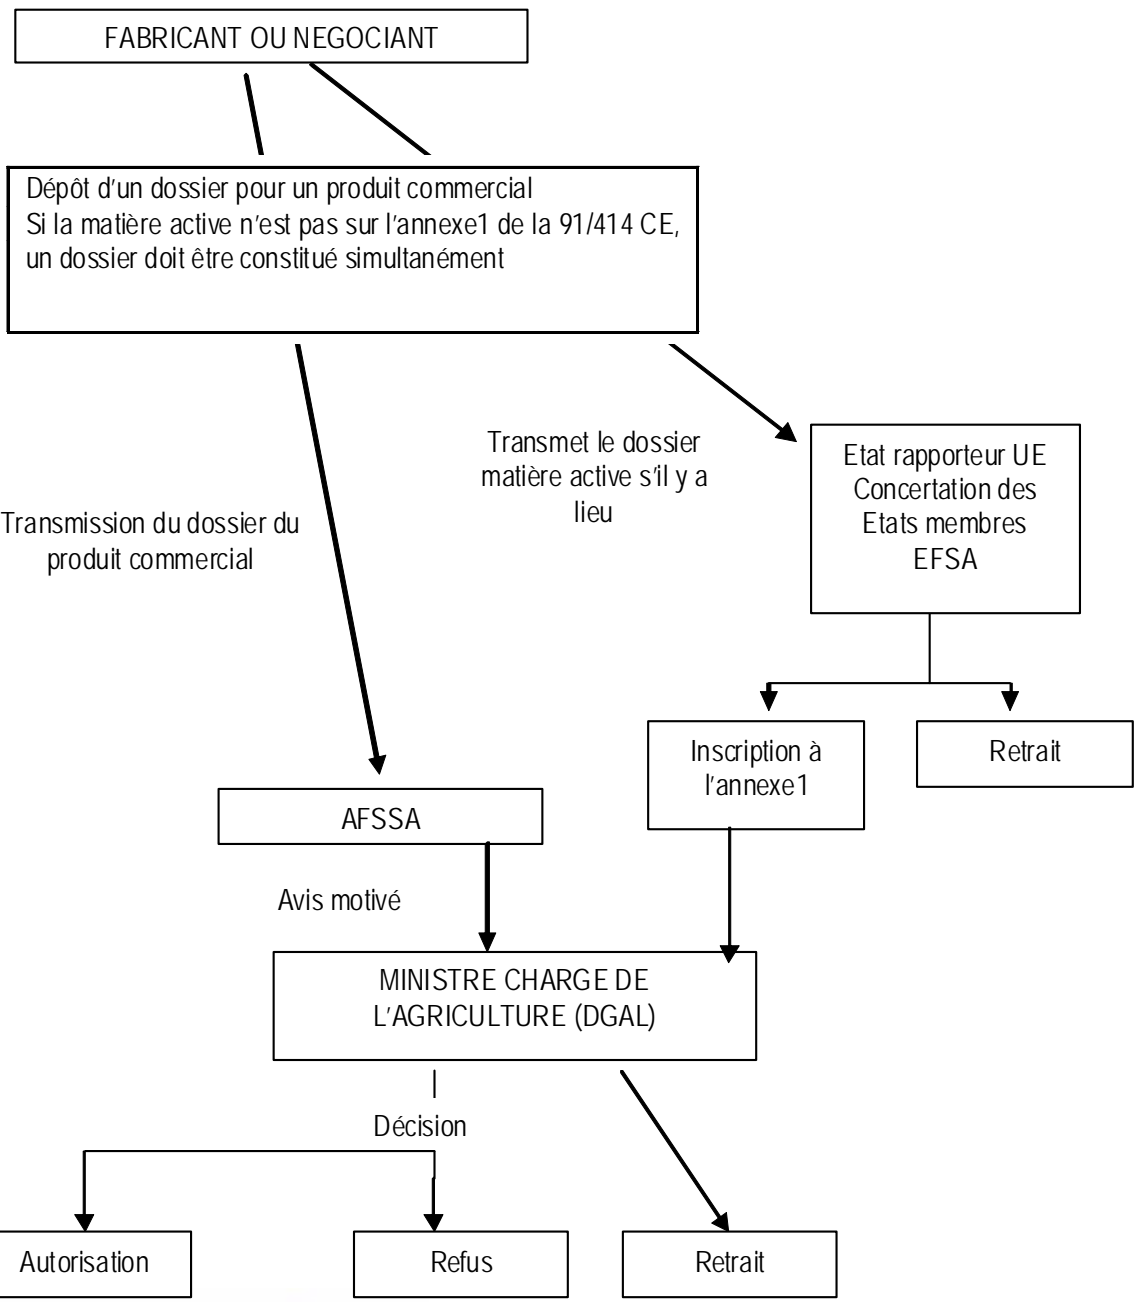 FABRICANT OU NEGOCIANT
Dépôt d'un dossier pour un produit commercial
Si la matière active n'est pas sur l'annexe1 de la 91/414 CE,
un dossier doit être constitué simultanément
Transmet le dossier
matière active s'il y a
lieu
Etat rapporteur UE
Concertation des
Etats membres
EFSA
Transmission du dossier du
produit commercial
Inscription à
l'annexe1
Retrait
AFSSA
Avis motivé
MINISTRE CHARGE DE
L'AGRICULTURE (DGAL)
Décision
Autorisation
Refus
Retrait